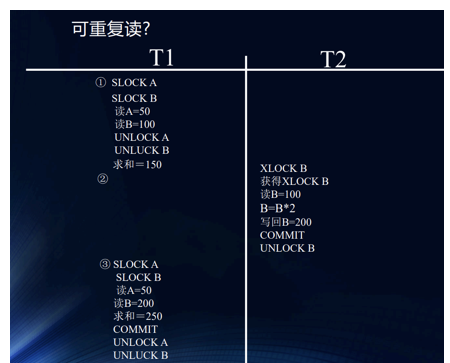 可重复读?
T1
T2
① SLOCK A
SLOCK B
读A=50
读B=100
UNLOCK A
UNLUCK B
求和＝150
②
XLOCK B
获得XLOCK B
读B=100
B=B*2
写回B=200
COMMIT
UNLOCK B
③ SLOCK A
SLOCK B
读A=50
读B=200
求和＝250
COMMIT
UNLOCK A
UNLUCK B